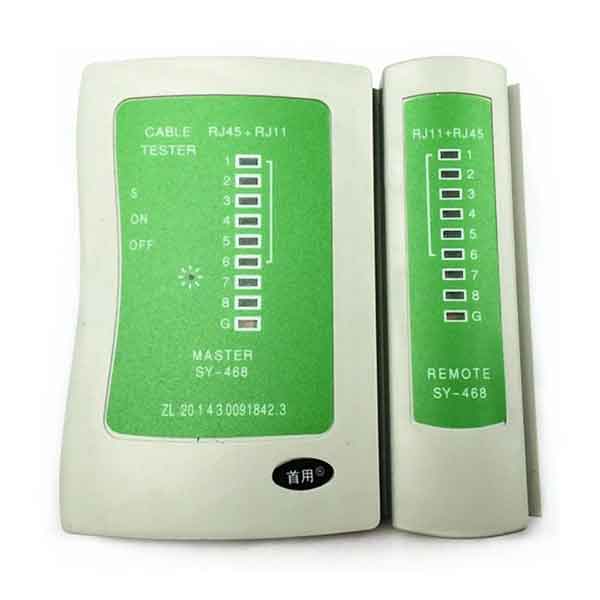 CABLE TESTER
RJ45+RJ11
1
2
3
4
5
6
7
8
G
S
ON
OFF
MASTER
SY-468
ZL 20 1 4 3 0091842.3
首用®
RJ11+RJ45
1
2
3
4
5
6
7
8
G
REMOTE
SY-468